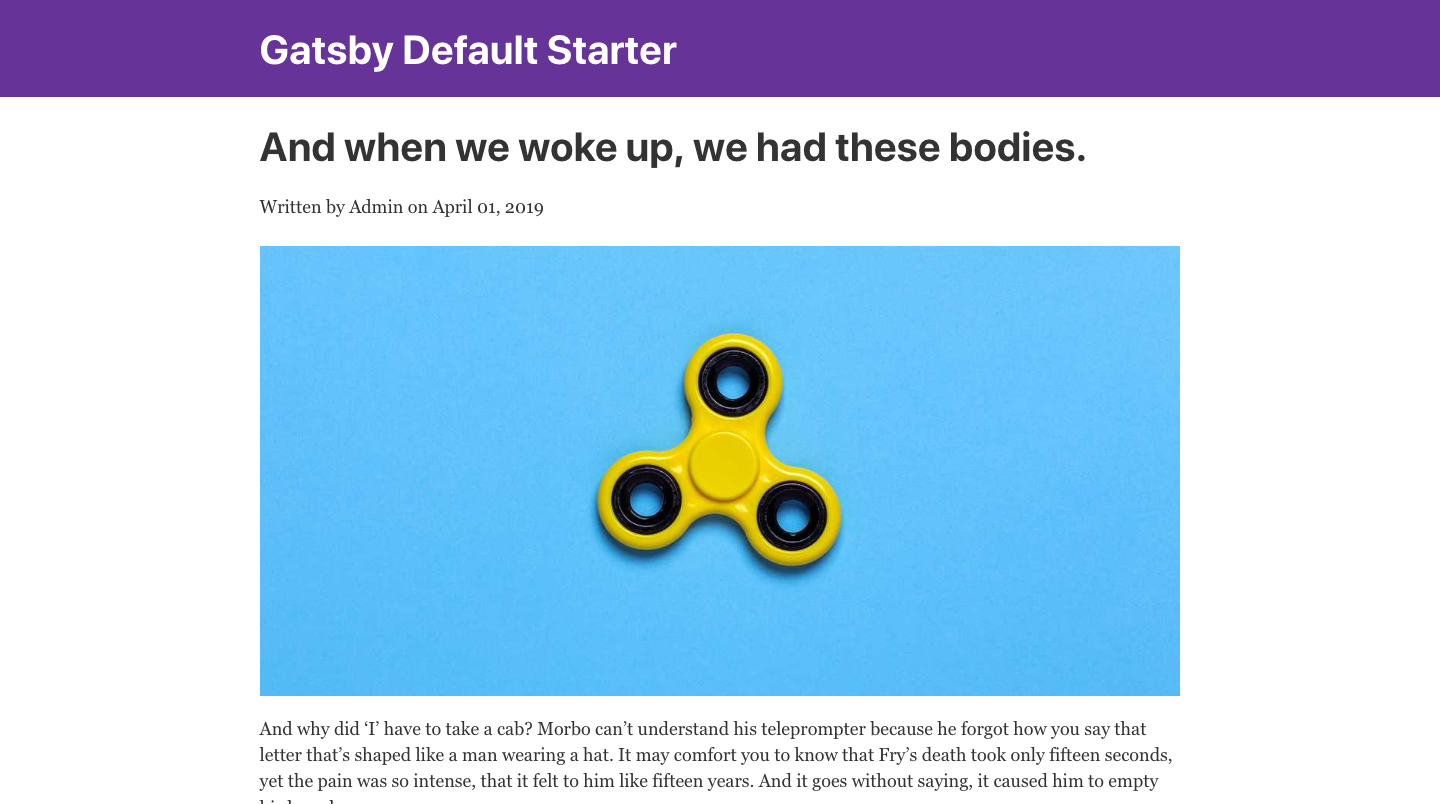 Gatsby Default Starter
And when we woke up, we had these bodies.
Written by Admin on April 01, 2019
And why did ‘I’ have to take a cab? Morbo can’t understand his teleprompter because he forgot how you say that
letter that’s shaped like a man wearing a hat. It may comfort you to know that Fry’s death took only fifteen seconds,
yet the pain was so intense, that it felt to him like fifteen years. And it goes without saying, it caused him to empty